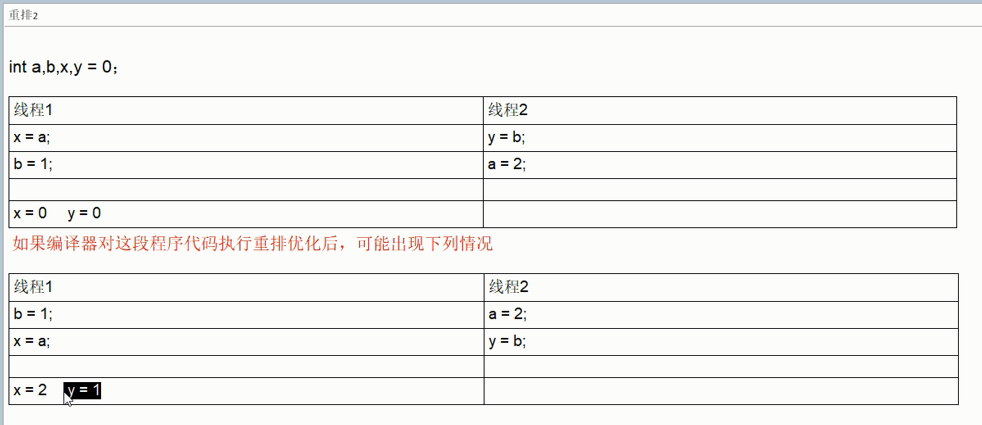 重排2
int a,b,x,y = 0；
线程1 线程2
x = a; y = b;
b = 1; a = 2;
x = 0 y = 0
如果编译器对这段程序代码执行重排优化后，可能出现下列情况
线程1 线程2
b = 1; a = 2;
x = a; y = b;
x = 2 y = 1